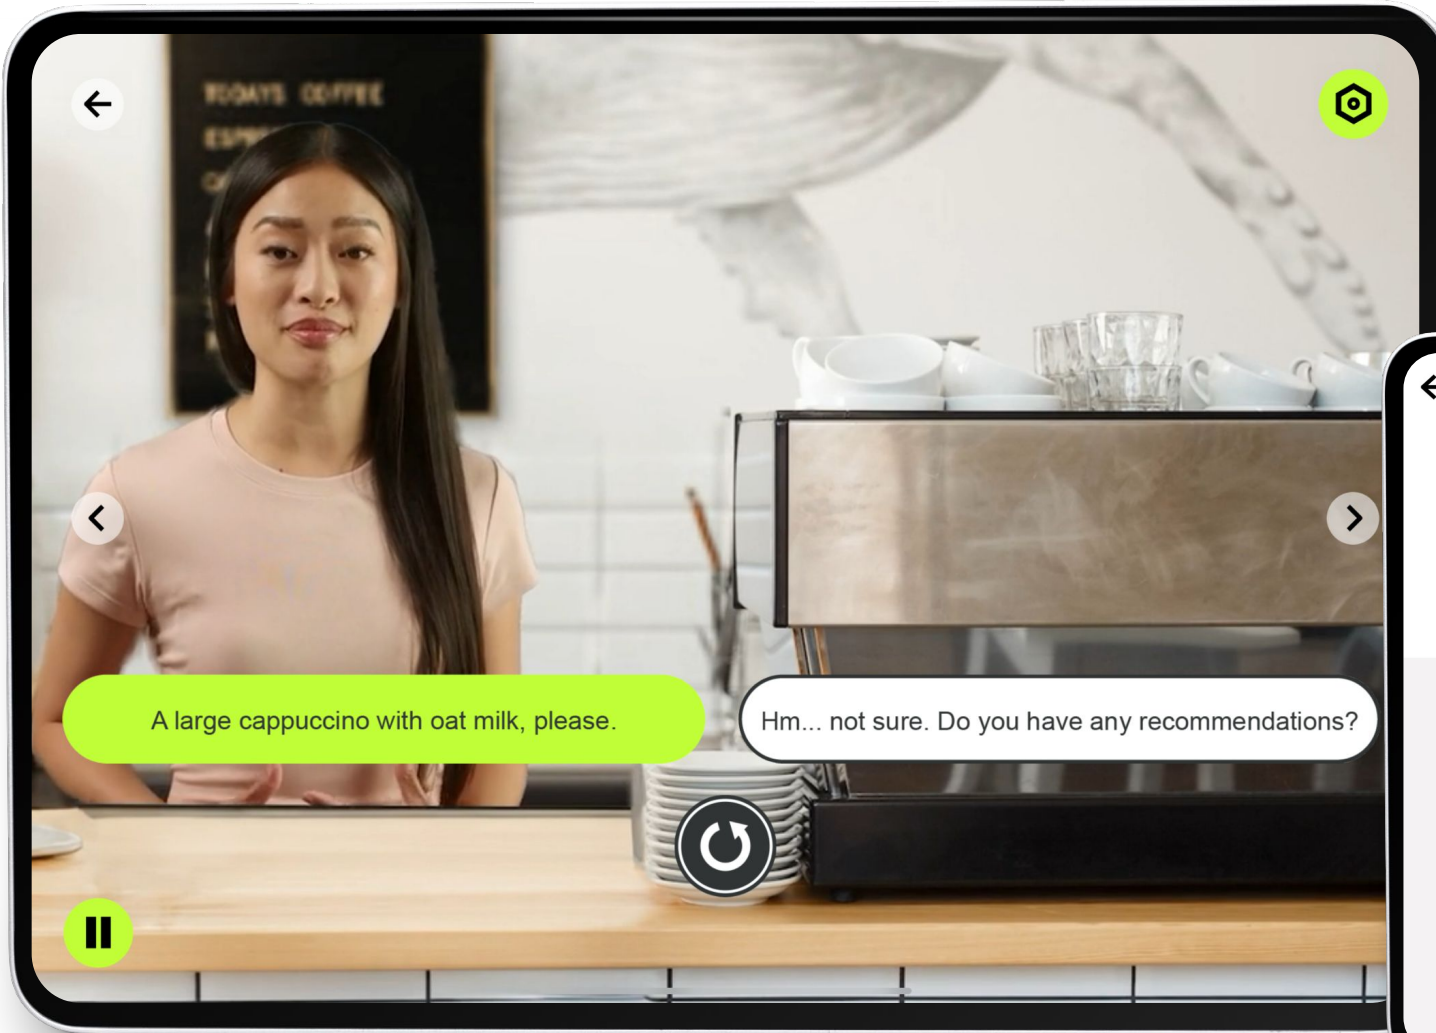 TODAYS COFFEE
A large cappuccino with oat milk, please.
Hm... not sure. Do you have any recommendations?